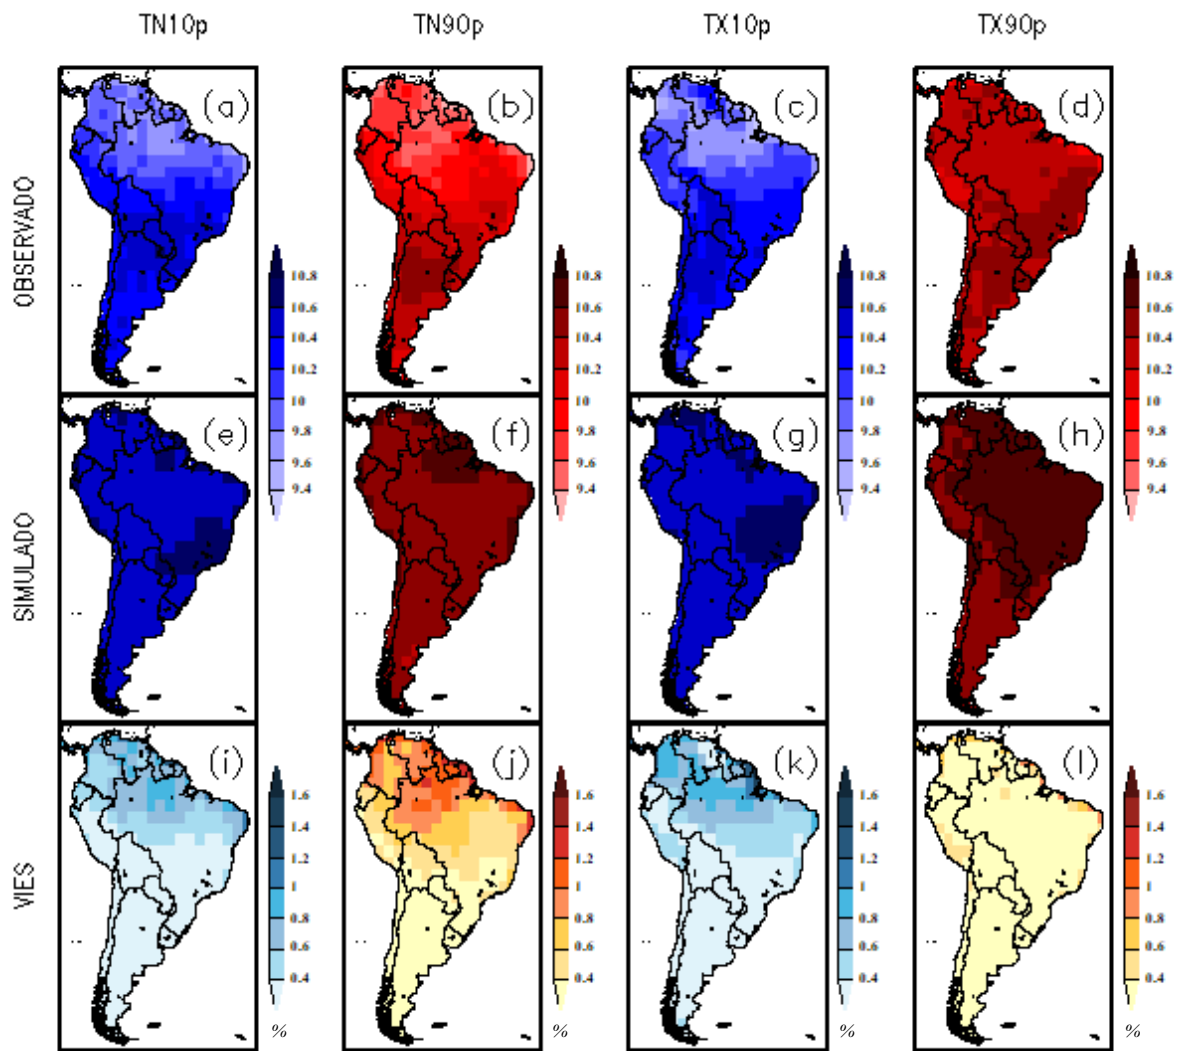 TN10p TN90p TX10p TX90p
OBSERVADO
(a) (b) (c) (d)
10.8 10.8 10.8 10.8
10.6 10.6 10.6 10.6
10.4 10.4 10.4 10.4
10.2 10.2 10.2 10.2
10 10 10 10
9.8 9.8 9.8 9.8
9.6 9.6 9.6 9.6
9.4 9.4 9.4 9.4
SIMULADO
(e) (f) (g) (h)
VIES
(i) (j) (k) (l)
1.6 1.6 1.6 1.6
1.4 1.4 1.4 1.4
1.2 1.2 1.2 1.2
1 1 1 1
0.8 0.8 0.8 0.8
0.6 0.6 0.6 0.6
0.4 0.4 0.4 0.4
% % % %